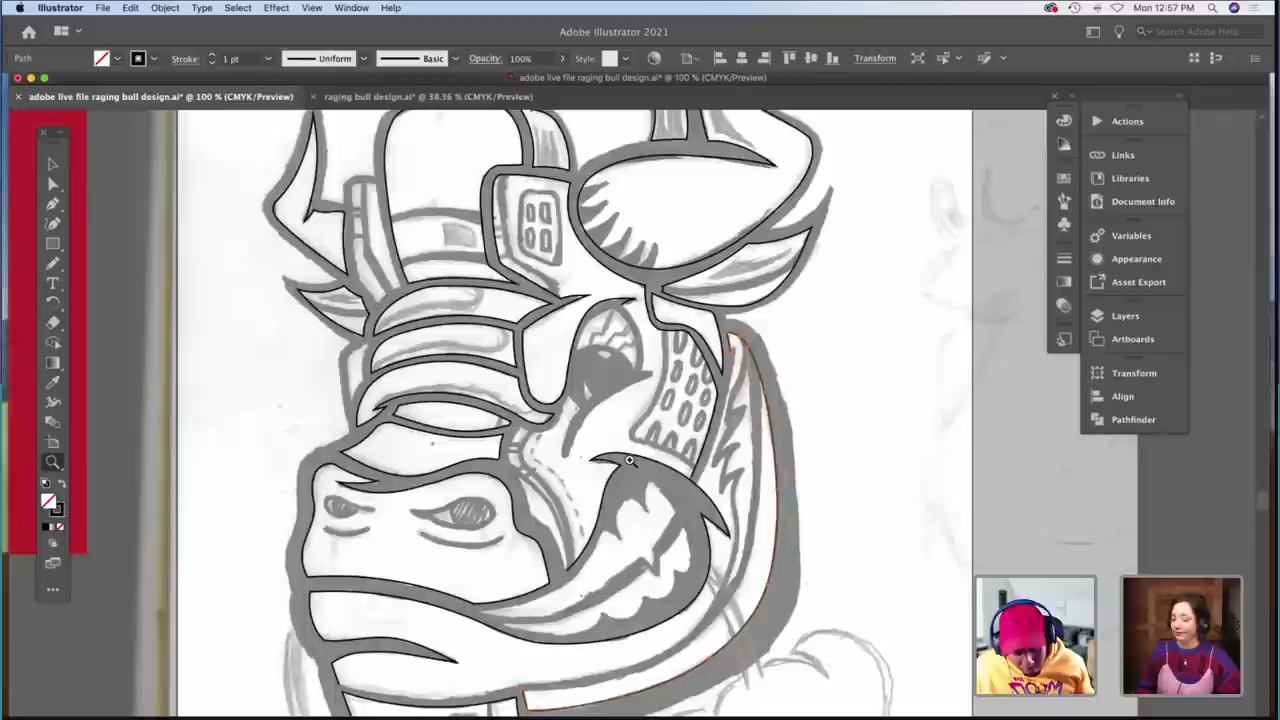 Illustrator File Edit Object Type Select Effect View Window Help Mon 12:57 PM
Adobe Illustrator 2021 Search Adobe Help
Path Stroke: 1 pt Uniform Basic Opacity: 100% Style: Transform
adobe live file raging bull design.ai* @ 100 % (CMYK/Preview)
adobe live file raging bull design.ai* @ 100 % (CMYK/Preview) raging bull design.ai* @ 38.36 % (CMYK/Preview)
Actions
Links
Libraries
Document Info
Variables
Appearance
Asset Export
Layers
Artboards
Transform
Align
Pathfinder